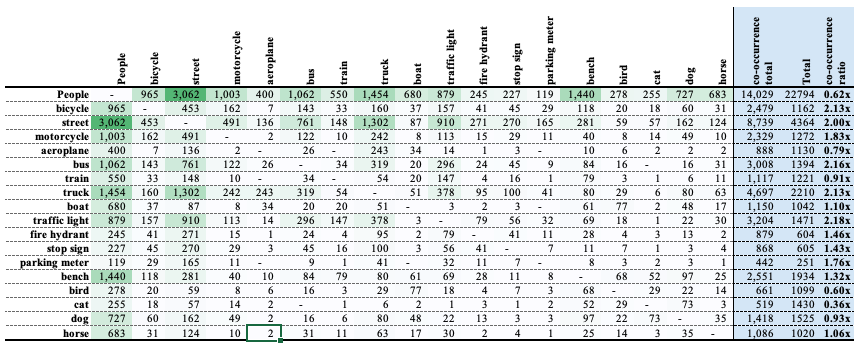 People bicycle street motorcycle aeroplane bus train truck boat traffic light fire hydrant stop sign parking meter bench bird cat dog horse co-occurrence total Total co-occurrence ratio
People - 965 3,062 1,003 400 1,062 550 1,454 680 879 245 227 119 1,440 278 255 727 683 14,029 22794 0.62x
bicycle 965 - 453 162 7 143 33 160 37 157 41 45 29 118 20 18 60 31 2,479 1162 2.13x
street 3,062 453 - 491 136 761 148 1,302 87 910 271 270 165 281 59 57 162 124 8,739 4364 2.00x
motorcycle 1,003 162 491 - 2 122 10 242 8 113 15 29 11 40 8 14 49 10 2,329 1272 1.83x
aeroplane 400 7 136 2 - 26 - 243 34 14 1 3 - 10 6 2 2 2 888 1130 0.79x
bus 1,062 143 761 122 26 - 34 319 20 296 24 45 9 84 16 - 16 31 3,008 1394 2.16x
train 550 33 148 10 - 34 - 54 20 147 4 16 1 79 3 1 6 11 1,117 1221 0.91x
truck 1,454 160 1,302 242 243 319 54 - 51 378 95 100 41 80 29 6 80 63 4,697 2210 2.13x
boat 680 37 87 8 34 20 20 51 - 3 2 3 - 61 77 2 48 17 1,150 1042 1.10x
traffic light 879 157 910 113 14 296 147 378 3 - 79 56 32 69 18 1 22 30 3,204 1471 2.18x
fire hydrant 245 41 271 15 1 24 4 95 2 79 - 41 11 28 4 3 13 2 879 604 1.46x
stop sign 227 45 270 29 3 45 16 100 3 56 41 - 7 11 7 1 3 4 868 605 1.43x
parking meter 119 29 165 11 - 9 1 41 - 32 11 7 - 8 3 2 3 1 442 251 1.76x
bench 1,440 118 281 40 10 84 79 80 61 69 28 11 8 - 68 52 97 25 2,551 1934 1.32x
bird 278 20 59 8 6 16 3 29 77 18 4 7 3 68 - 29 22 14 661 1099 0.60x
cat 255 18 57 14 2 - 1 6 2 1 3 1 2 52 29 - 73 3 519 1430 0.36x
dog 727 60 162 49 2 16 6 80 48 22 13 3 3 97 22 73 - 35 1,418 1525 0.93x
horse 683 31 124 10 2 31 11 63 17 30 2 4 1 25 14 3 35 - 1,086 1020 1.06x